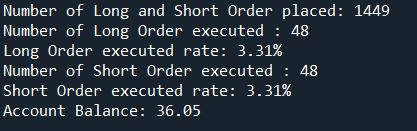 Number of Long and Short Order placed: 1449
Number of Long Order executed : 48
Long Order executed rate: 3.31%
Number of Short Order executed : 48
Short Order executed rate: 3.31%
Account Balance: 36.05